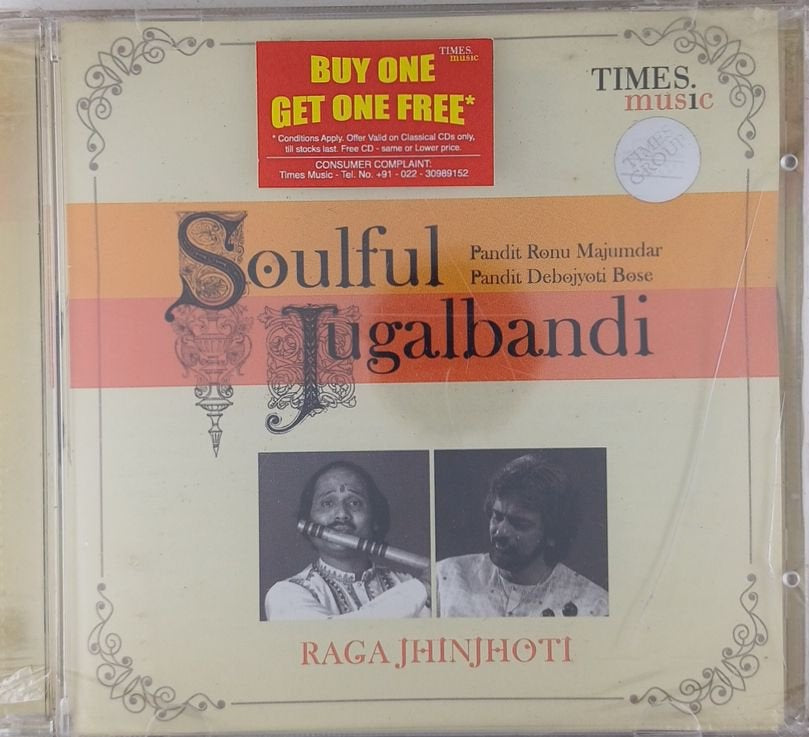 BUY ONE
GET ONE FREE*
TIMES.
music
* Conditions Apply. Offer Valid on Classical CDs only,
till stocks last. Free CD - same or Lower price.
CONSUMER COMPLAINT:
Times Music - Tel. No. +91 - 022 - 30989152
TIMES.
music
TIMES
GROUP
Soulful
Pandit Ronu Majumdar
Pandit Debojyoti Bose
Jugalbandi
RAGA JHINJHOTI